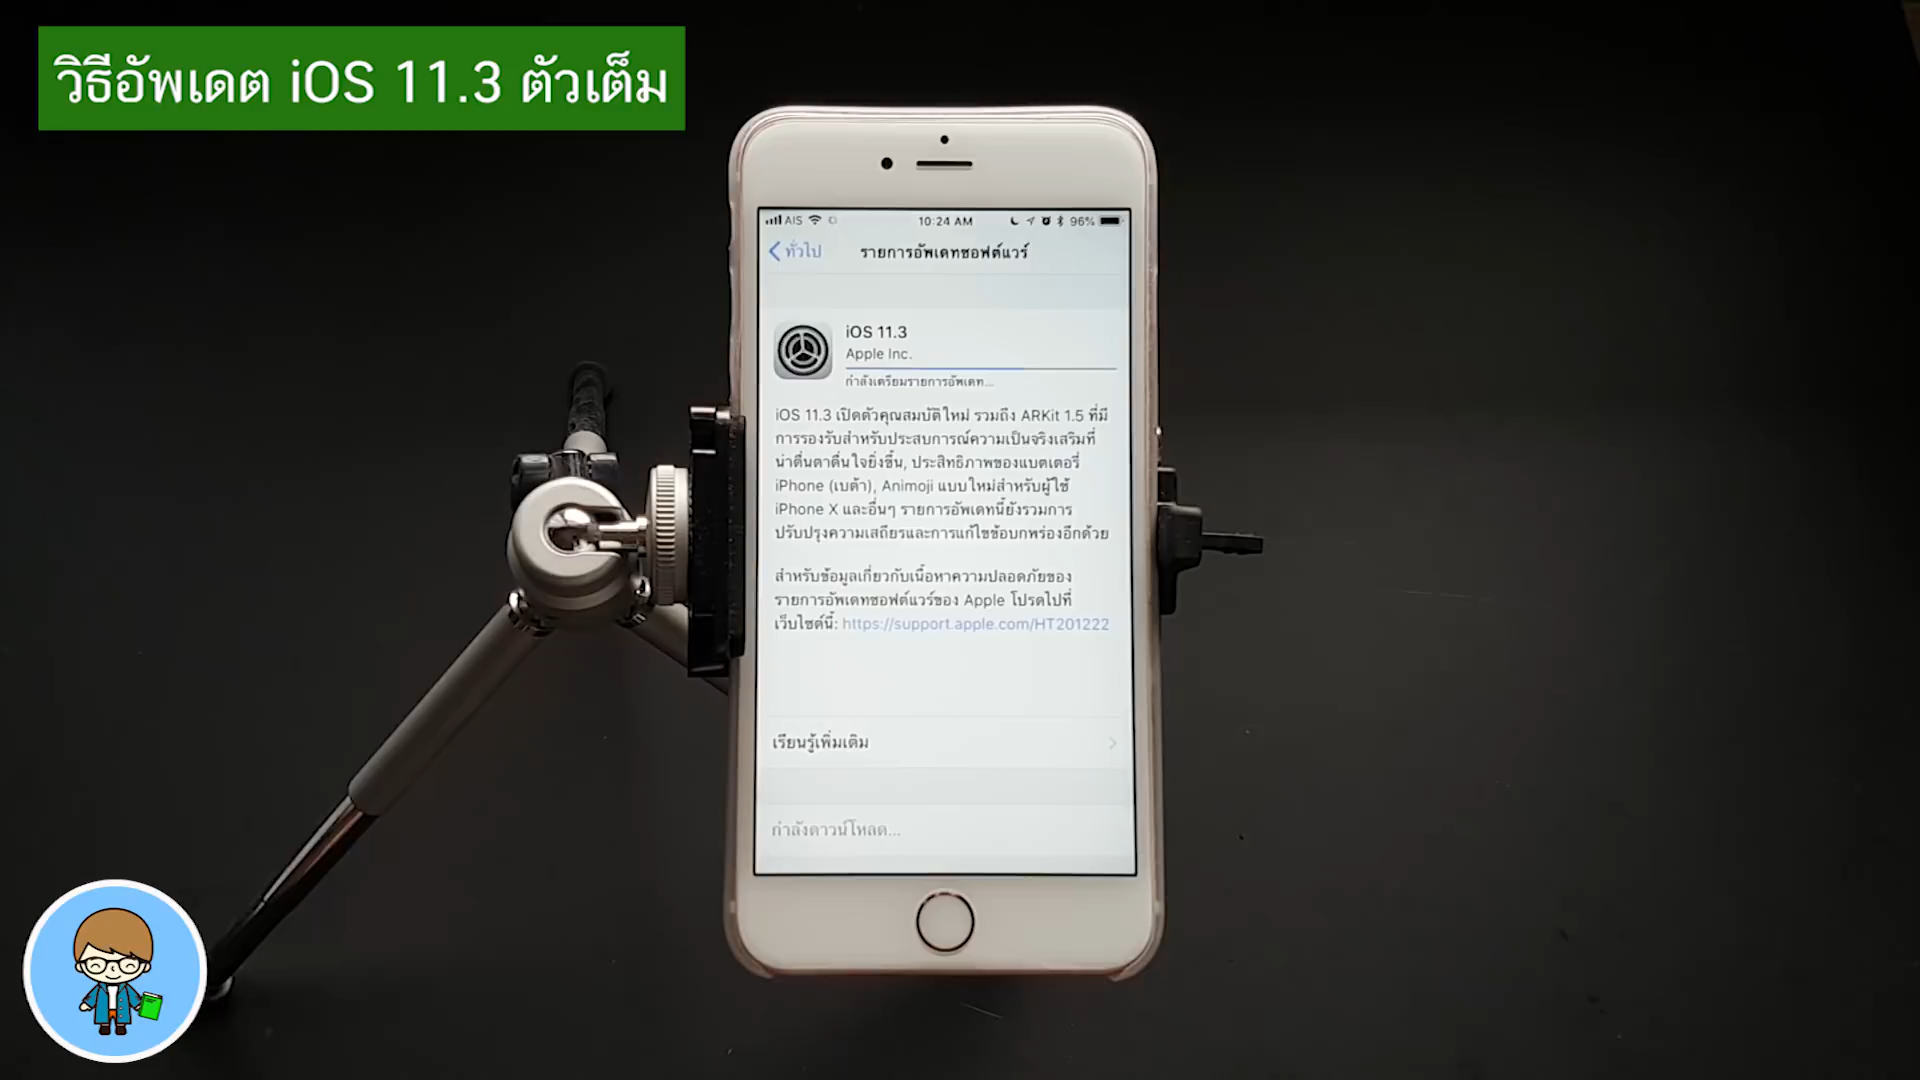 วิธีอัพเดต iOS 11.3 ตัวเต็ม
AIS 10:24 AM 96%
ทั่วไป รายการอัพเดทซอฟต์แวร์
iOS 11.3
Apple Inc.
กำลังเตรียมรายการอัพเดท...
iOS 11.3 เปิดตัวคุณสมบัติใหม่ รวมถึง ARKit 1.5 ที่มี
การรองรับสำหรับประสบการณ์ความเป็นจริงเสริมที่
น่าตื่นตาตื่นใจยิ่งขึ้น, ประสิทธิภาพของแบตเตอรี่
iPhone (เบต้า), Animoji แบบใหม่สำหรับผู้ใช้
iPhone X และอื่นๆ รายการอัพเดทนี้ยังรวมการ
ปรับปรุงความเสถียรและการแก้ไขข้อบกพร่องอีกด้วย
สำหรับข้อมูลเกี่ยวกับเนื้อหาความปลอดภัยของ
รายการอัพเดทซอฟต์แวร์ของ Apple โปรดไปที่
เว็บไซต์นี้: https://support.apple.com/HT201222
เรียนรู้เพิ่มเติม
กำลังดาวน์โหลด...